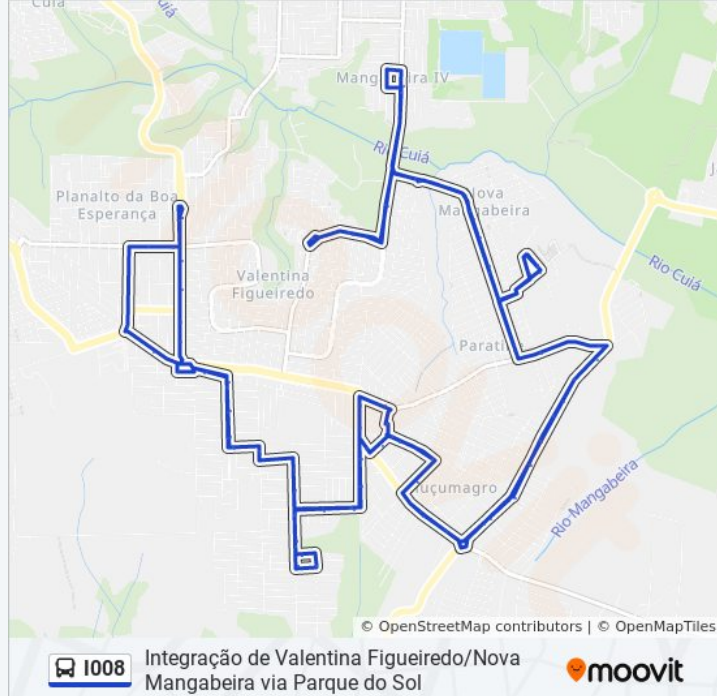 Cuiá
Cuiá
Mangabeira IV
Rio Cuiá
Planalto da Boa
Esperança
Nova
Mangabeira
Valentina
Figueiredo
Rio Cuiá
Paratibe
Muçumagro
Rio Mangabeira
© OpenStreetMap contributors | © OpenMapTiles
I008
Integração de Valentina Figueiredo/Nova
Mangabeira via Parque do Sol
moovit